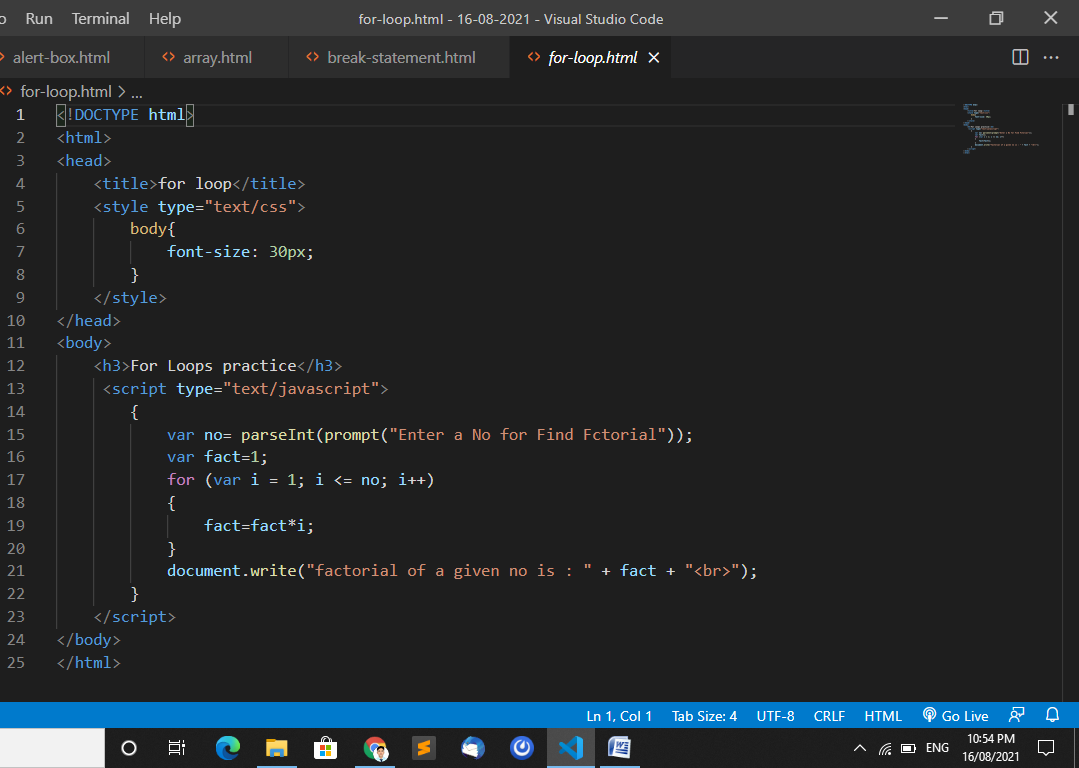 Run Terminal Help for-loop.html - 16-08-2021 - Visual Studio Code
alert-box.html array.html break-statement.html for-loop.html
for-loop.html > ...
1 <!DOCTYPE html>
2 <html>
3 <head>
4 <title>for loop</title>
5 <style type="text/css">
6 body{
7 font-size: 30px;
8 }
9 </style>
10 </head>
11 <body>
12 <h3>For Loops practice</h3>
13 <script type="text/javascript">
14 {
15 var no= parseInt(prompt("Enter a No for Find Fctorial"));
16 var fact=1;
17 for (var i = 1; i <= no; i++)
18 {
19 fact=fact*i;
20 }
21 document.write("factorial of a given no is : " + fact + "<br>");
22 }
23 </script>
24 </body>
25 </html>
Ln 1, Col 1 Tab Size: 4 UTF-8 CRLF HTML Go Live
ENG
10:54 PM
16/08/2021